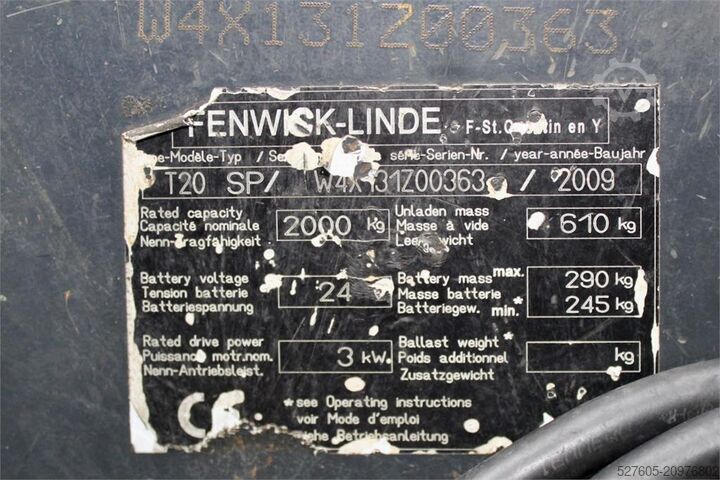 W4X131Z00363
FENWICK-LINDE F-St. en Y
-Modèle-Typ / série-Serien-Nr. / year-année-Baujahr
T20 SP/ W4X131Z00363 / 2009
Rated capacity
Capacité nominale
Nenn-Tragfähigkeit
2000 kg
Unladen mass
Masse à vide
610 kg
Battery voltage
Tension batterie
Batteriespannung
24
Battery mass max.
Masse batterie
Batteriegew. min.*
290 kg
245 kg
Rated drive power
Puissance motr.nom.
Nenn-Antriebsleist.
3 kW.
Ballast weight *
Poids additionnel
Zusatzgewicht
kg
CE
*see Operating instructions
voir Mode d'emploi
siehe Betriebsanleitung
527605-20976802